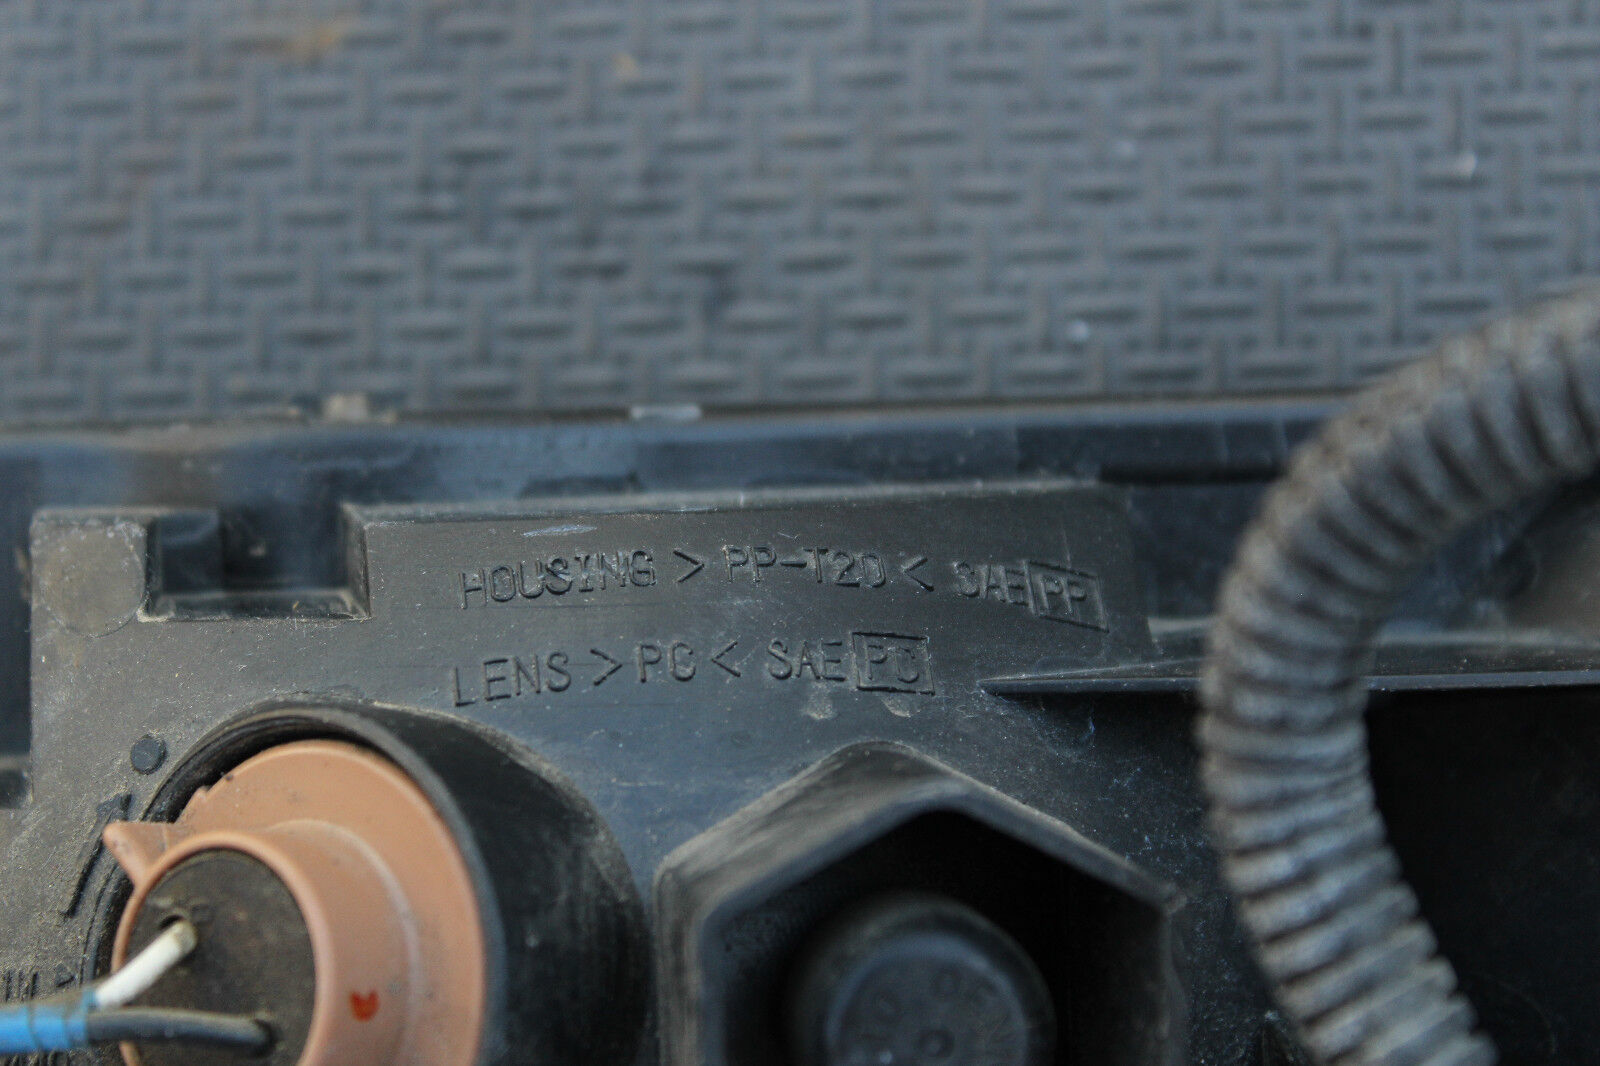 HOUSING > PP-T20 < SAE PP
LENS > PC < SAE PC